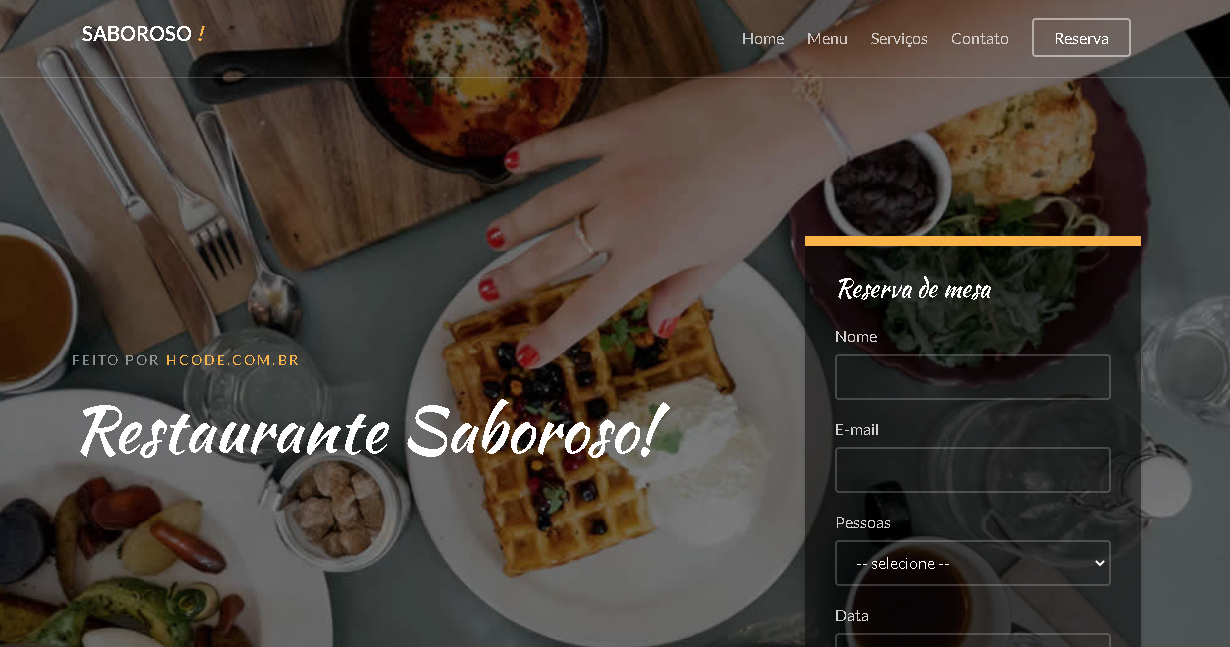 SABOROSO !
Home Menu Serviços Contato Reserva
FEITO POR HCODE.COM.BR
Restaurante Saboroso!
Reserva de mesa
Nome
E-mail
Pessoas
-- selecione --
Data